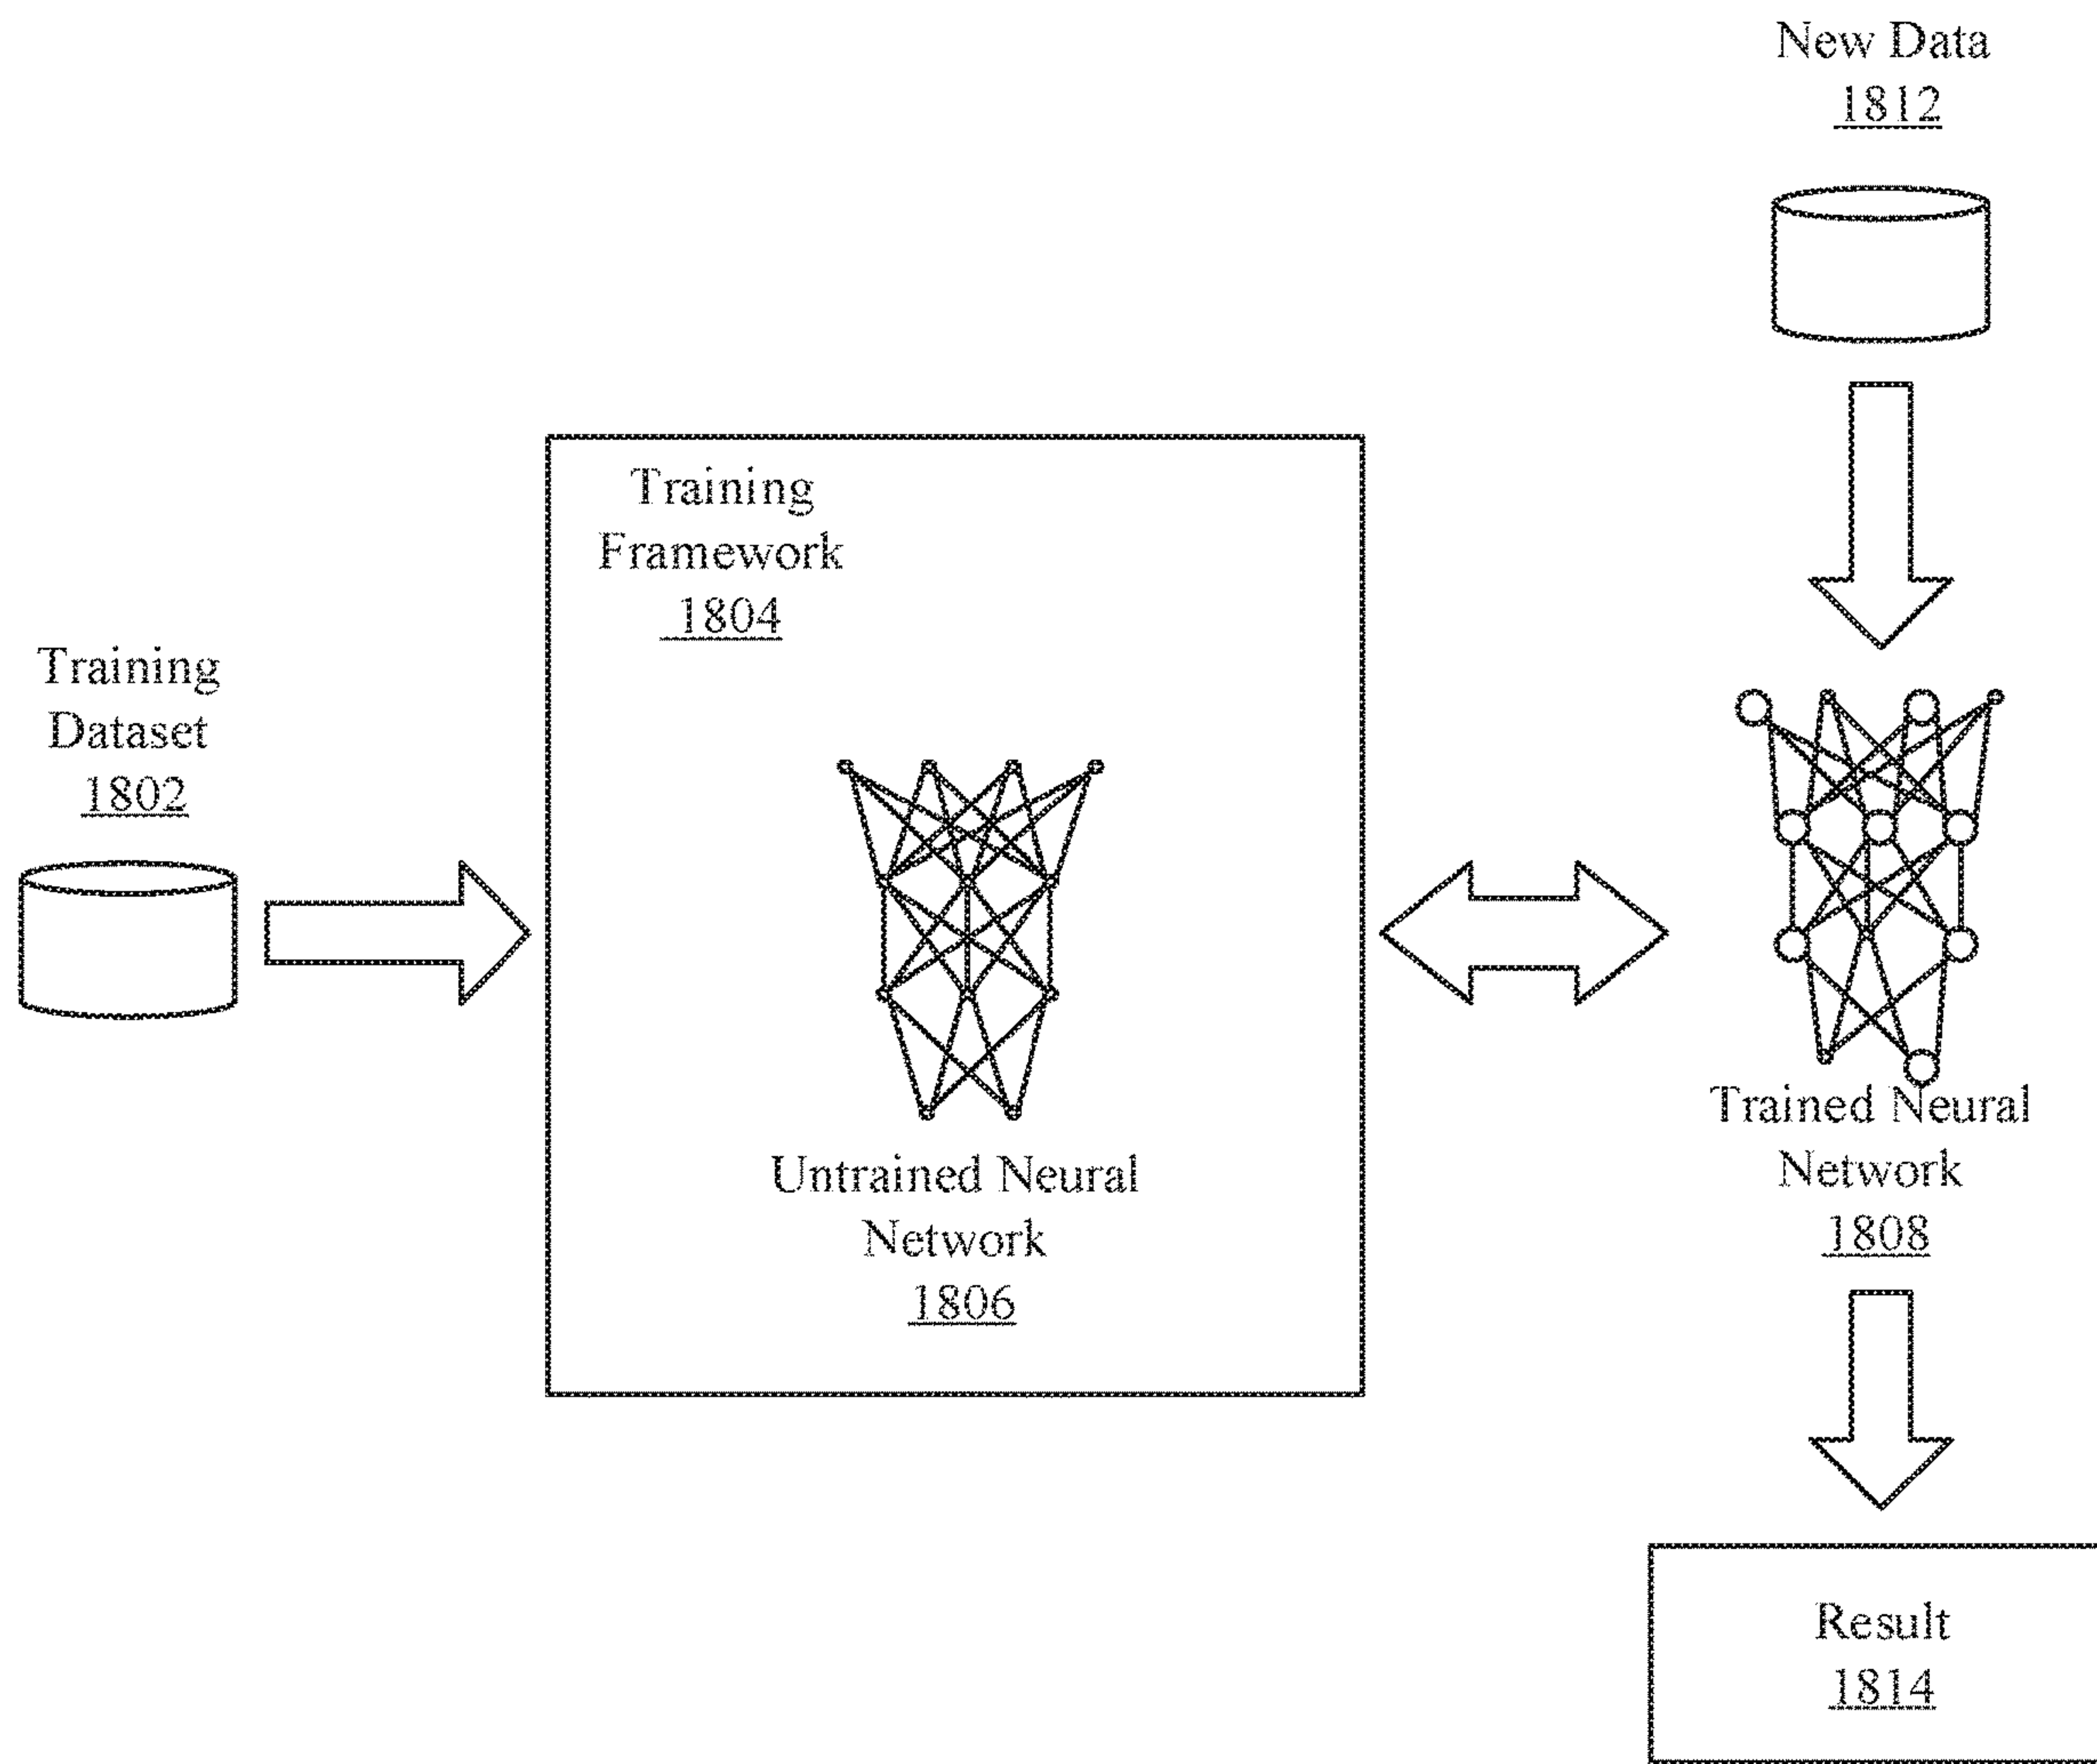 New Data
1812
Training
Framework
1804
Training
Dataset
1802
Untrained Neural
Network
1806
Trained Neural
Network
1808
Result
1814